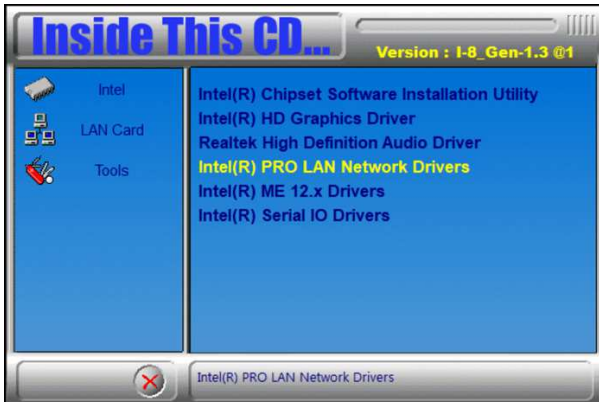 Inside This CD...
Version : I-8_Gen-1.3 @1
Intel
LAN Card
Tools
Intel(R) Chipset Software Installation Utility
Intel(R) HD Graphics Driver
Realtek High Definition Audio Driver
Intel(R) PRO LAN Network Drivers
Intel(R) ME 12.x Drivers
Intel(R) Serial IO Drivers
Intel(R) PRO LAN Network Drivers